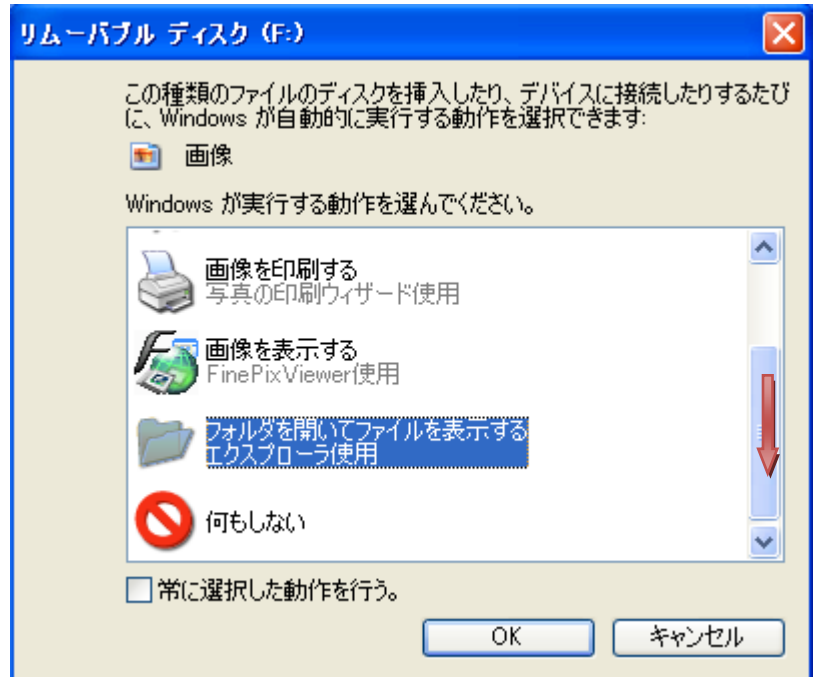 リムーバブル ディスク (F:)
この種類のファイルのディスクを挿入したり、デバイスに接続したりするたび
に、Windows が自動的に実行する動作を選択できます:
画像
Windows が実行する動作を選んでください。
画像を印刷する
写真の印刷ウィザード使用
画像を表示する
FinePixViewer使用
フォルダを開いてファイルを表示する
エクスプローラ使用
何もしない
常に選択した動作を行う。
OK
キャンセル